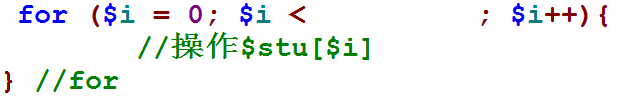 for ($i = 0; $i <            ; $i++){
//操作$stu[$i]
} //for